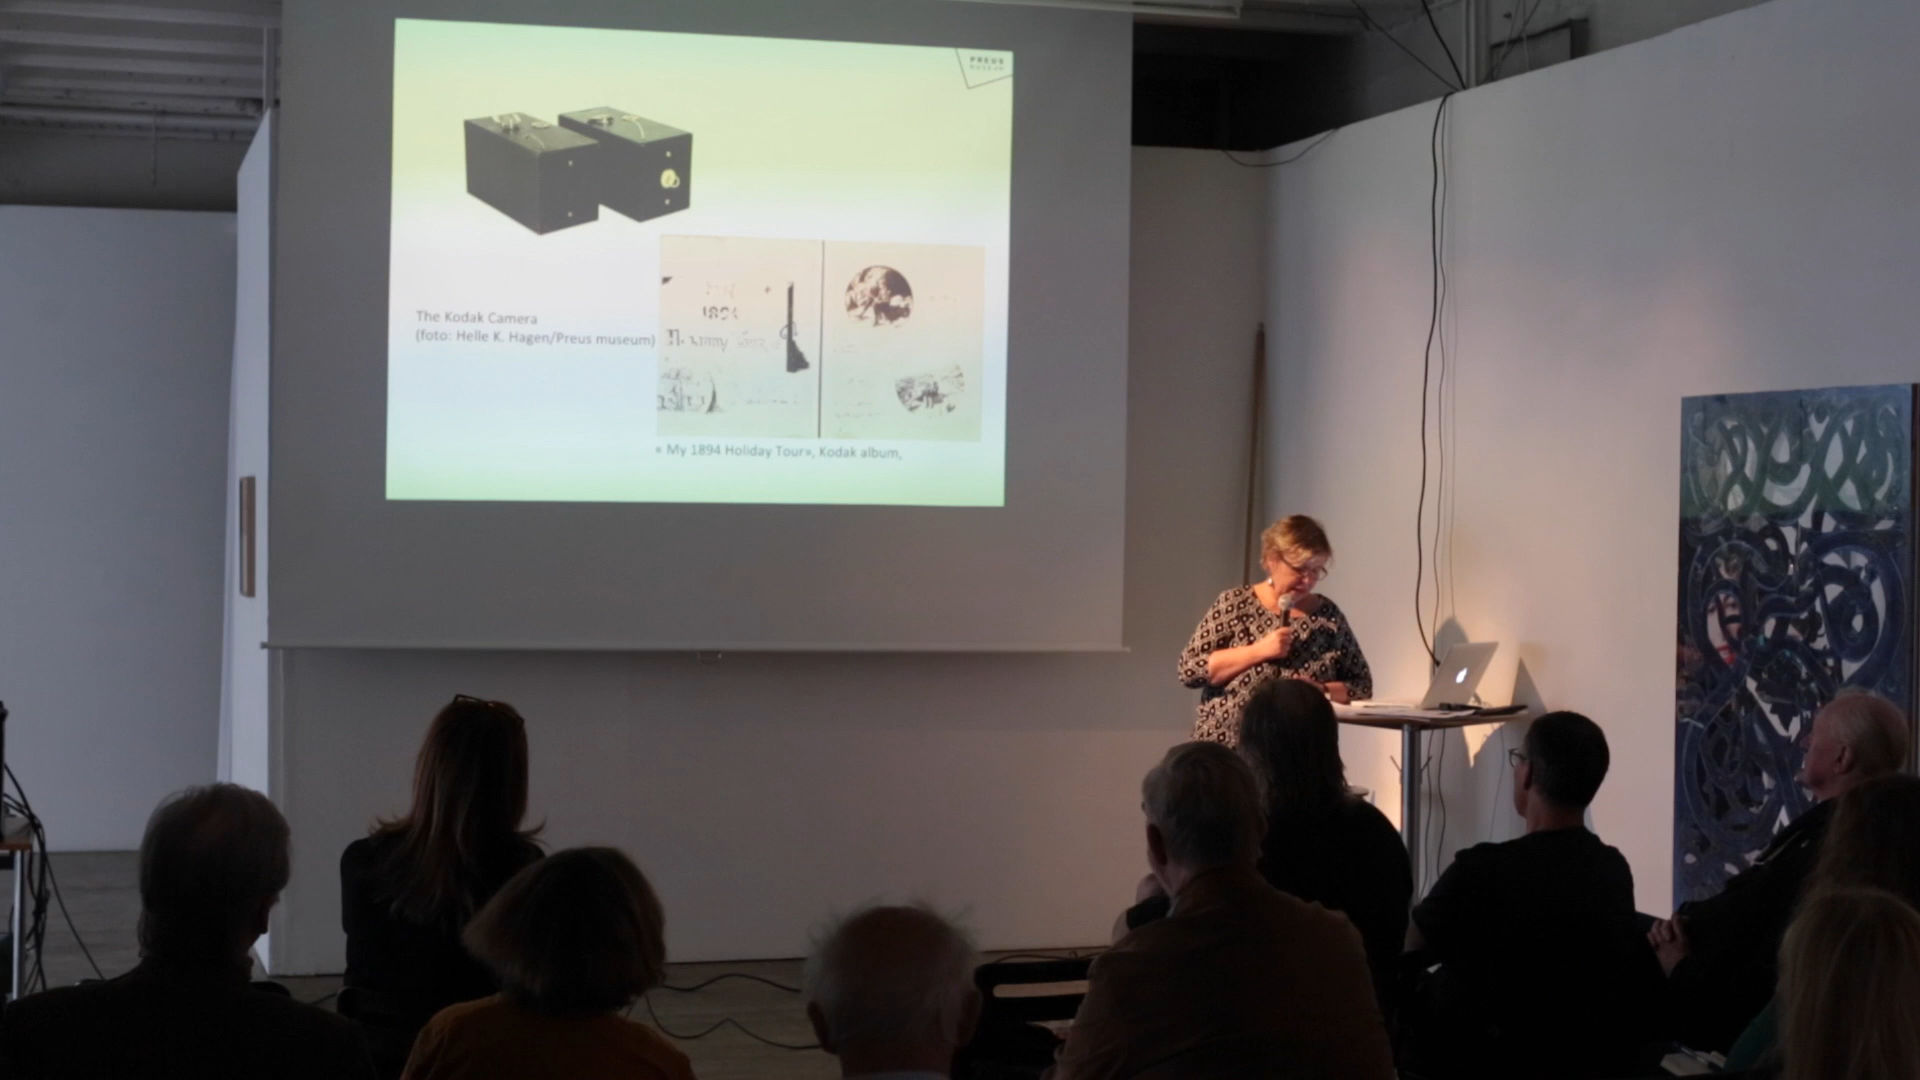 PREUS
MUSEUM
The Kodak Camera
(foto: Helle K. Hagen/Preus museum)
1894
« My 1894 Holiday Tour», Kodak album,